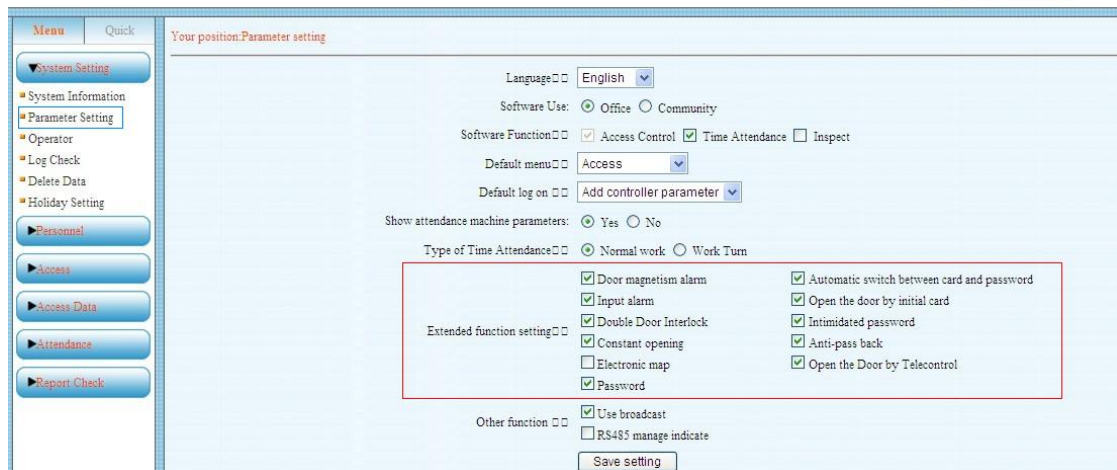 Menu Quick
Your position:Parameter setting
▼System Setting
System Information
Parameter Setting
Operator
Log Check
Delete Data
Holiday Setting
▶Personnel
▶Access
▶Access Data
▶Attendance
▶Report Check
Language□□ English
Software Use: Office Community
Software Function□□ Access Control Time Attendance Inspect
Default menu□□ Access
Default log on □□ Add controller parameter
Show attendance machine parameters: Yes No
Type of Time Attendance□□ Normal work Work Turn
Extended function setting□□
Door magnetism alarm Automatic switch between card and password
Input alarm Open the door by initial card
Double Door Interlock Intimidated password
Constant opening Anti-pass back
Electronic map Open the Door by Telecontrol
Password
Other function □□
Use broadcast
RS485 manage indicate
Save setting